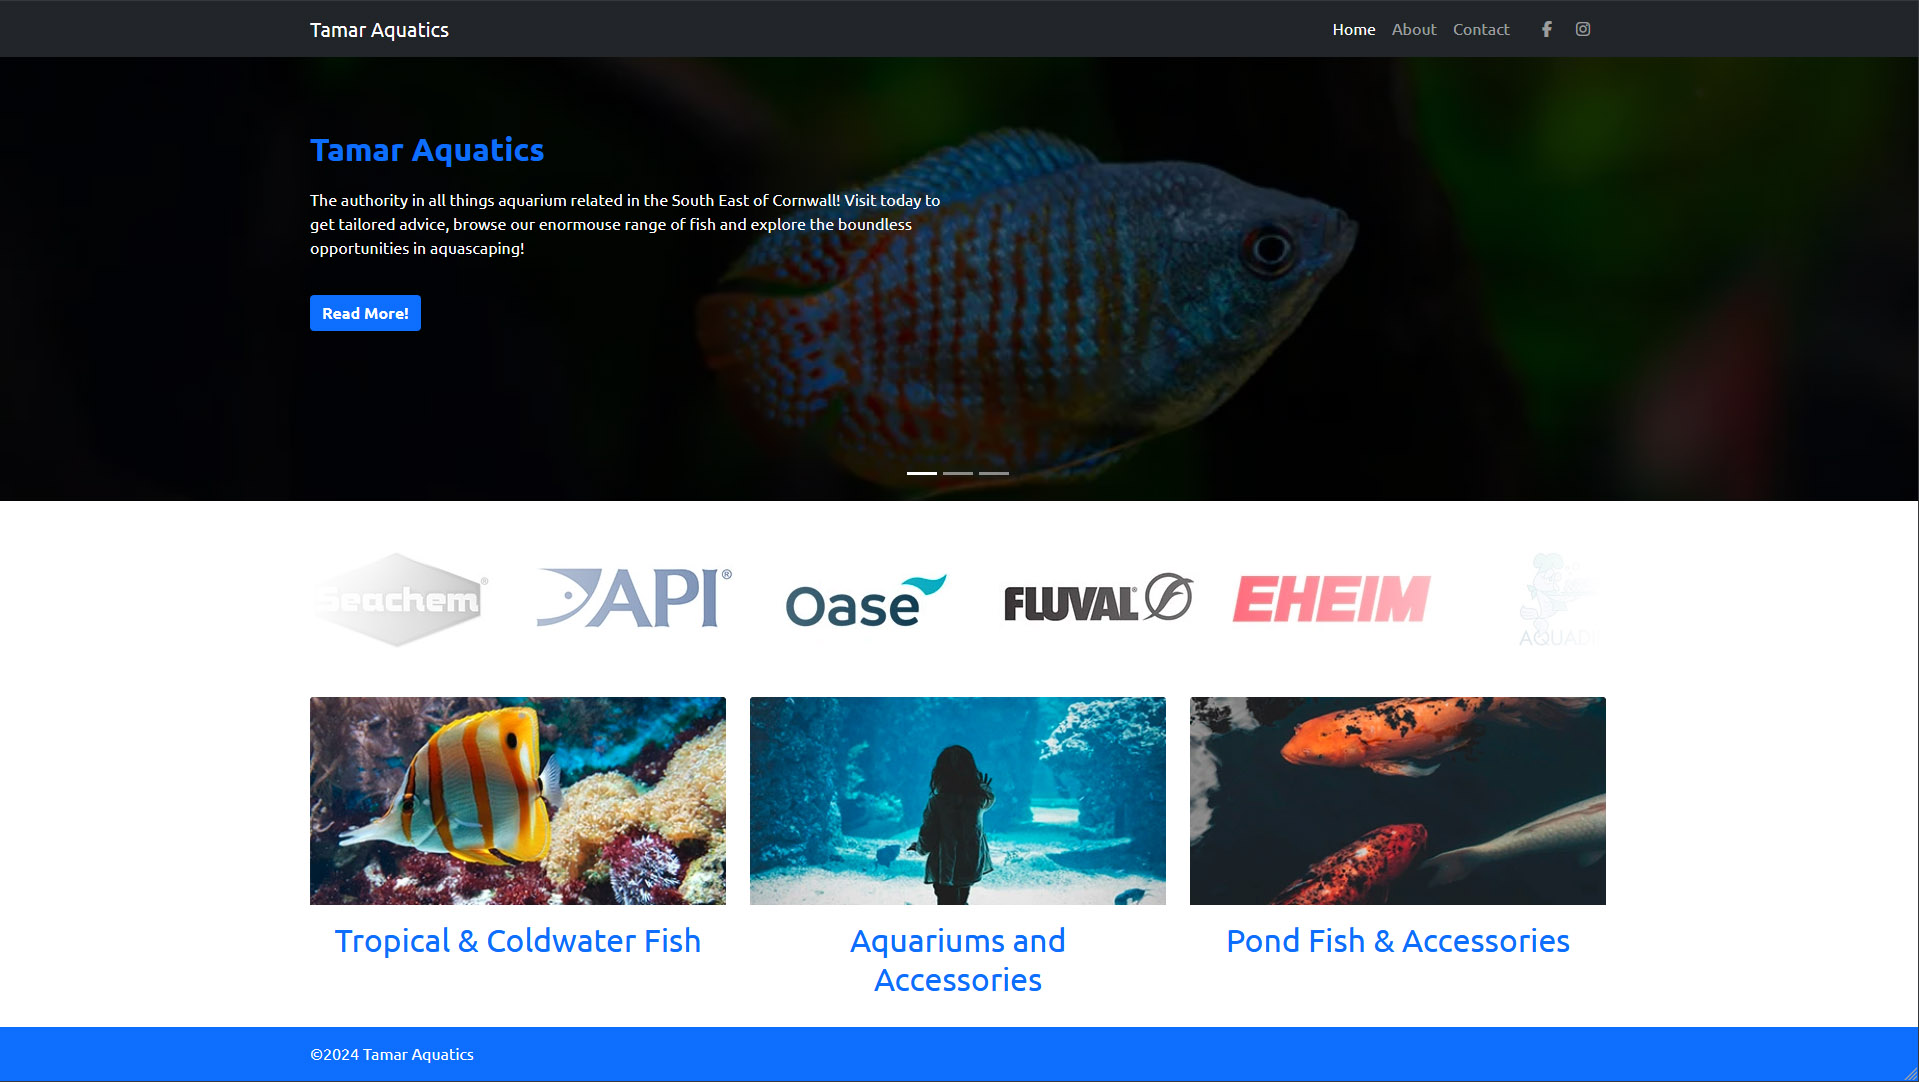 Tamar Aquatics
Home About Contact
Tamar Aquatics
The authority in all things aquarium related in the South East of Cornwall! Visit today to
get tailored advice, browse our enormouse range of fish and explore the boundless
opportunities in aquascaping!
Read More!
Seachem® API® Oase FLUVAL® EHEIM
Tropical & Coldwater Fish
Aquariums and
Accessories
Pond Fish & Accessories
©2024 Tamar Aquatics